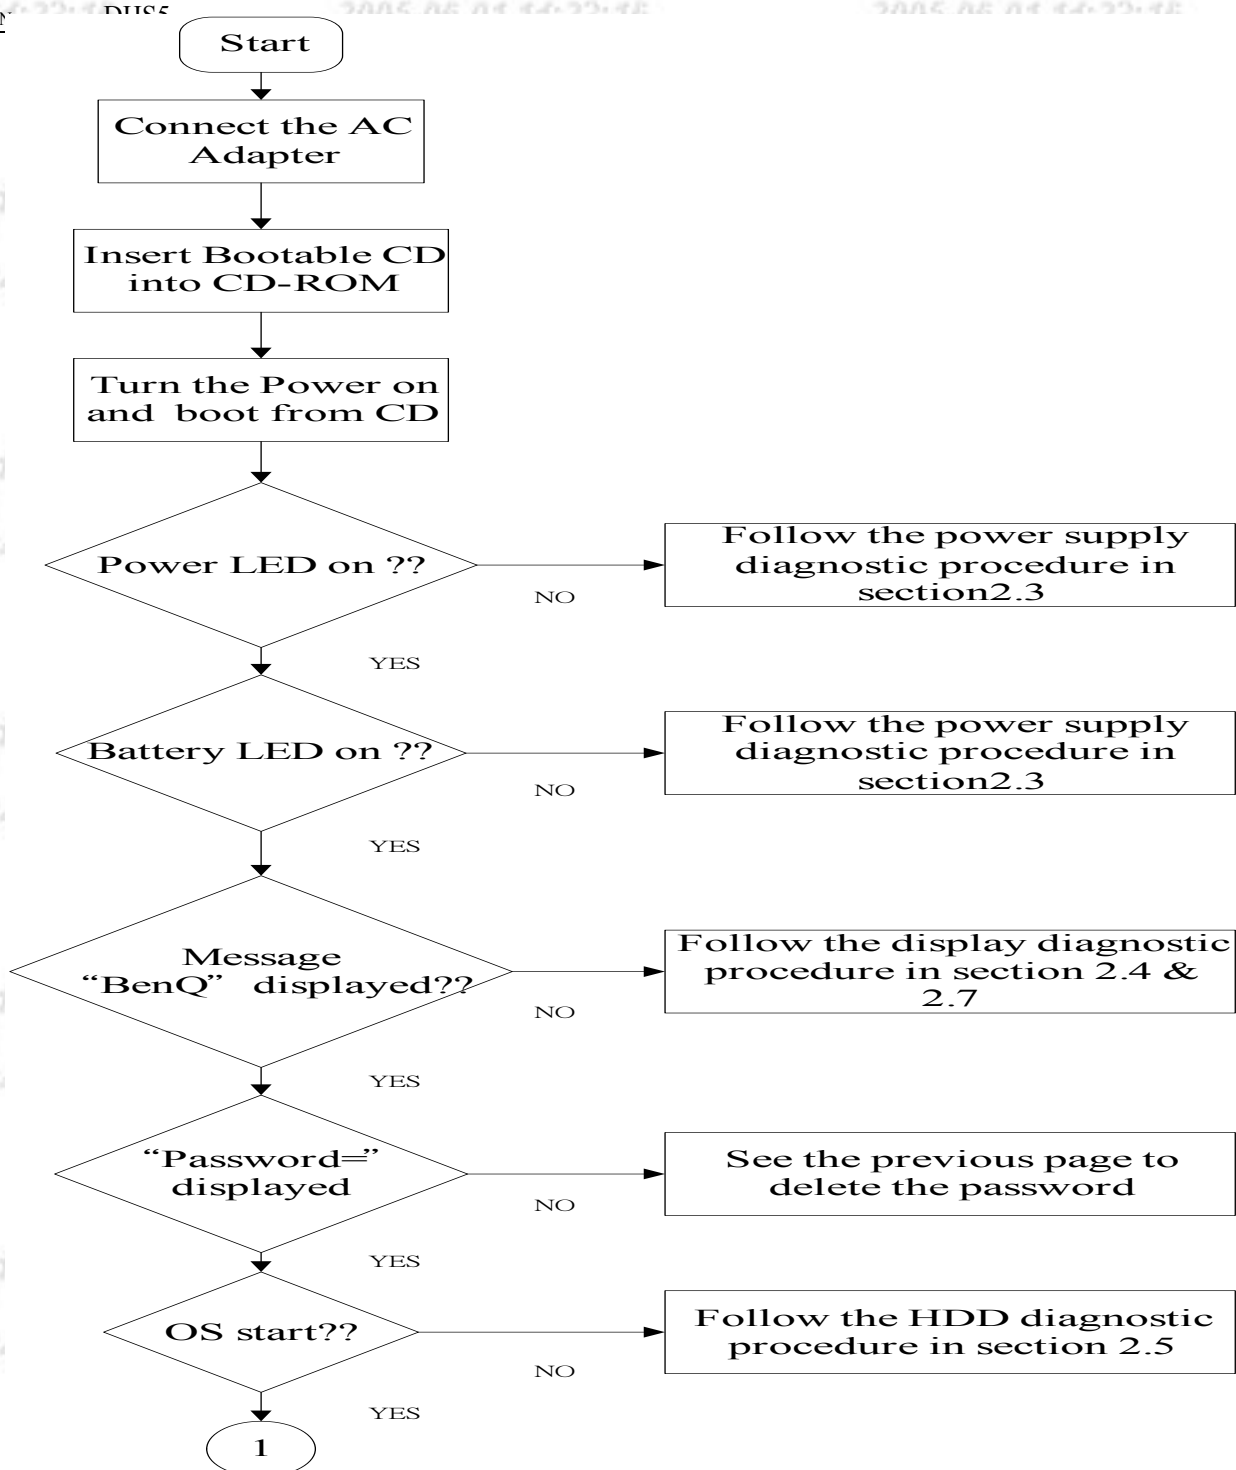 Start
Connect the AC
Adapter
Insert Bootable CD
into CD-ROM
Turn the Power on
and boot from CD
Power LED on ??
NO
Follow the power supply
diagnostic procedure in
section2.3
YES
Battery LED on ??
NO
Follow the power supply
diagnostic procedure in
section2.3
YES
Message
“BenQ” displayed??
NO
Follow the display diagnostic
procedure in section 2.4 &
2.7
YES
“Password=”
displayed
NO
See the previous page to
delete the password
YES
OS start??
NO
Follow the HDD diagnostic
procedure in section 2.5
YES
1